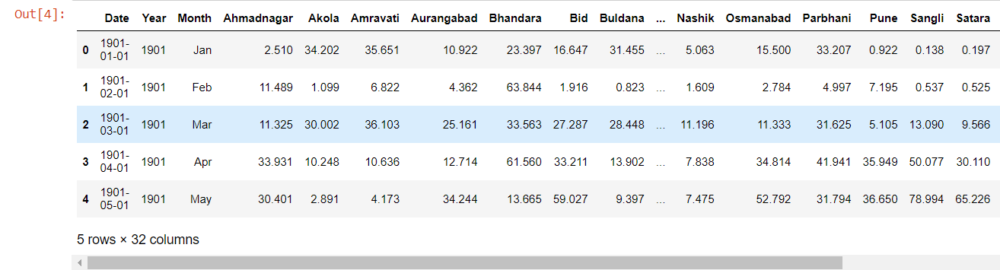 Out[4]:
Date Year Month Ahmadnagar Akola Amravati Aurangabad Bhandara Bid Buldana ... Nashik Osmanabad Parbhani Pune Sangli Satara
0 1901-01-01 1901 Jan 2.510 34.202 35.651 10.922 23.397 16.647 31.455 ... 5.063 15.500 33.207 0.922 0.138 0.197
1 1901-02-01 1901 Feb 11.489 1.099 6.822 4.362 63.844 1.916 0.823 ... 1.609 2.784 4.997 7.195 0.537 0.525
2 1901-03-01 1901 Mar 11.325 30.002 36.103 25.161 33.563 27.287 28.448 ... 11.196 11.333 31.625 5.105 13.090 9.566
3 1901-04-01 1901 Apr 33.931 10.248 10.636 12.714 61.560 33.211 13.902 ... 7.838 34.814 41.941 35.949 50.077 30.110
4 1901-05-01 1901 May 30.401 2.891 4.173 34.244 13.665 59.027 9.397 ... 7.475 52.792 31.794 36.650 78.994 65.226
5 rows × 32 columns